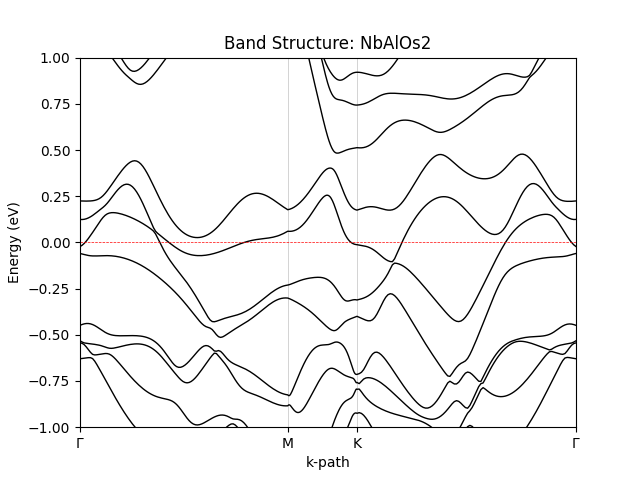 Band Structure: NbAlOs2
Energy (eV)
1.00
0.75
0.50
0.25
0.00
−0.25
−0.50
−0.75
−1.00
Γ M K Γ
k-path